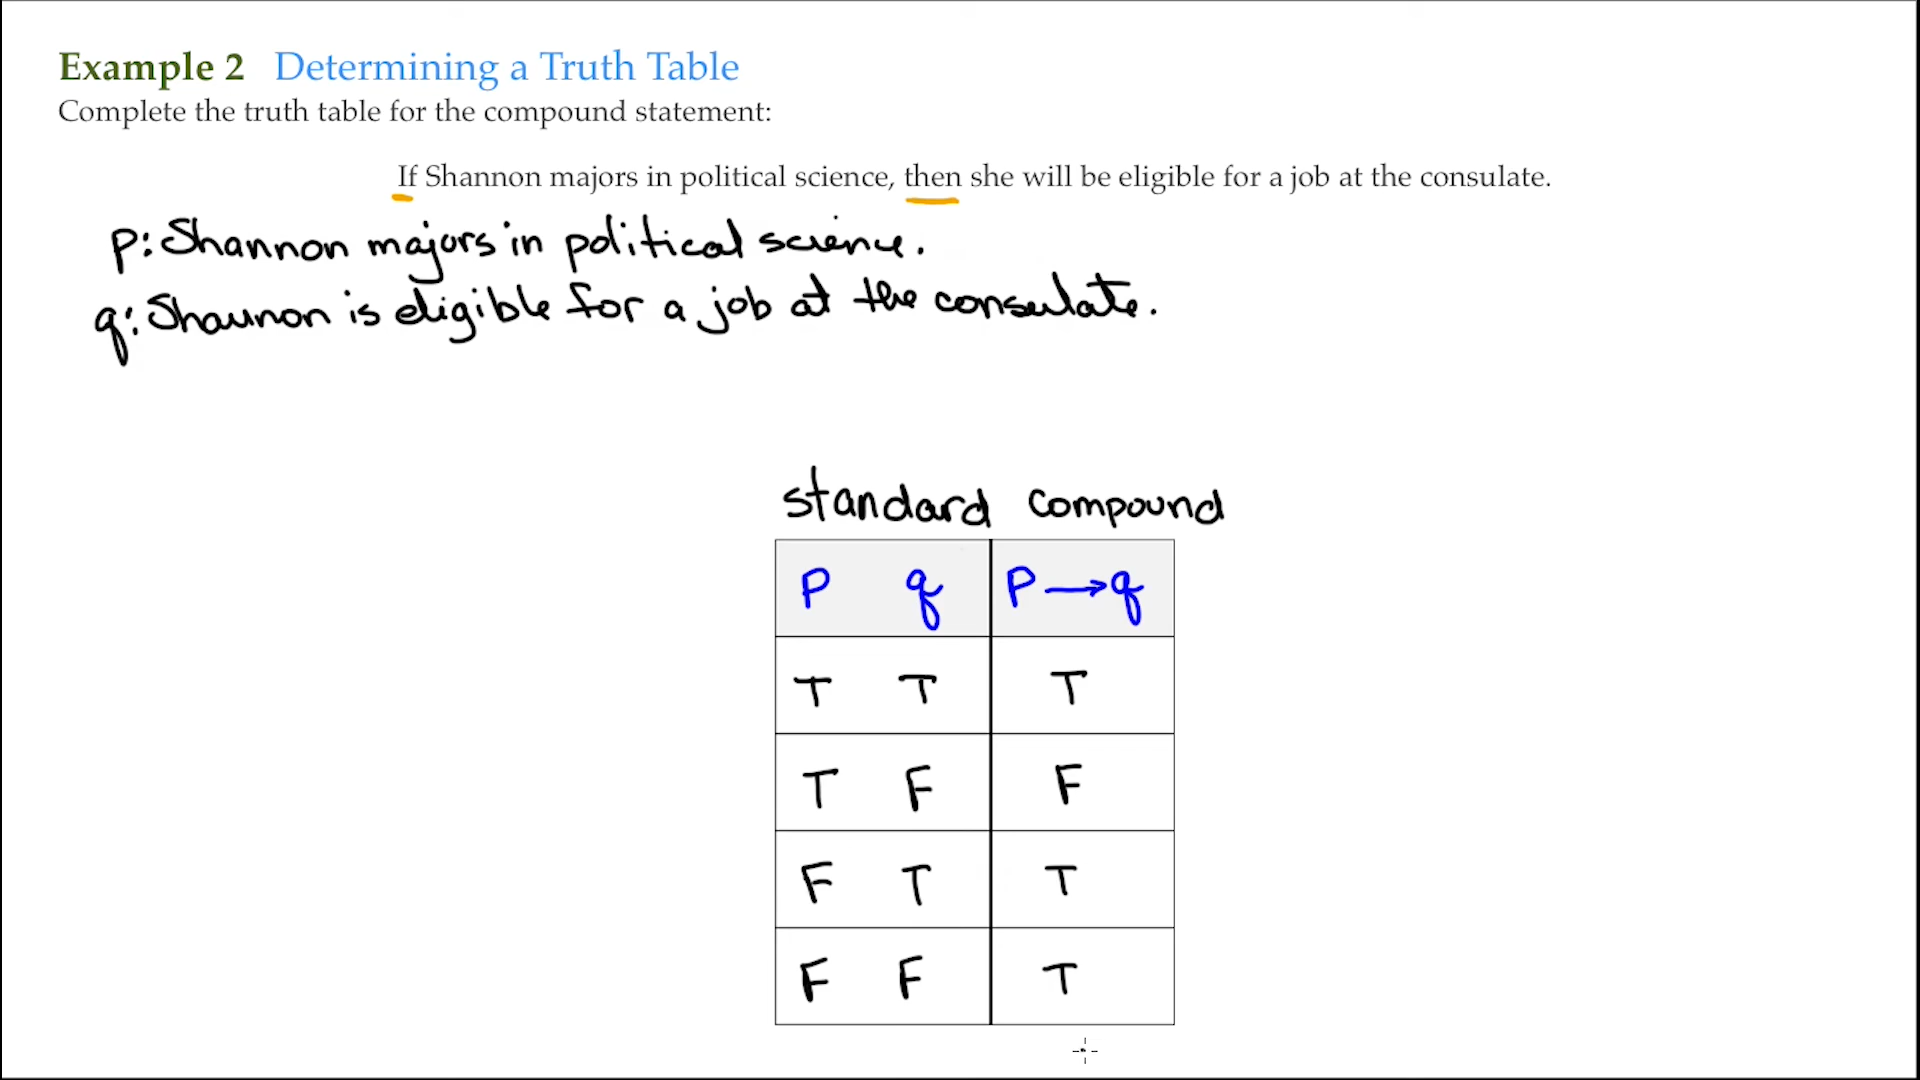 Example 2 Determining a Truth Table
Complete the truth table for the compound statement:
If Shannon majors in political science, then she will be eligible for a job at the consulate.
p: Shannon majors in political science.
q: Shannon is eligible for a job at the consulate.
standard compound
P q P → q
T T T
T F F
F T T
F F T